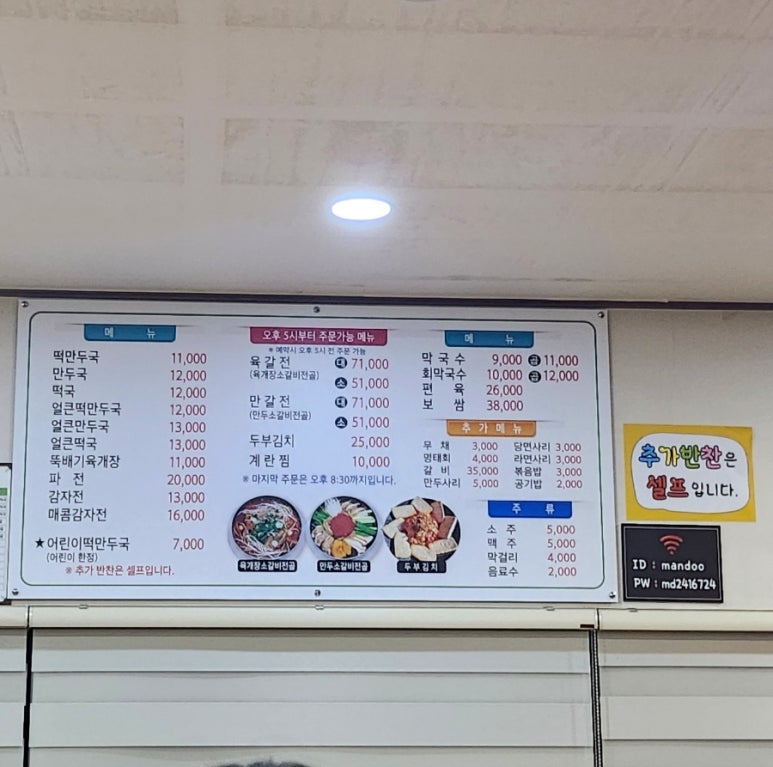 메 뉴
떡만두국 11,000
만두국 12,000
떡국 12,000
얼큰떡만두국 12,000
얼큰만두국 13,000
얼큰떡국 13,000
뚝배기육개장 11,000
파 전 20,000
감자전 13,000
매콤감자전 16,000
★어린이떡만두국 7,000
(어린이 한정)
※ 추가 반찬은 셀프입니다.
오후 5시부터 주문가능 메뉴
※ 예약시 오후 5시 전 주문 가능
육 갈 전 대 71,000
(육개장소갈비전골)
소 51,000
만 갈 전 대 71,000
(만두소갈비전골)
소 51,000
두부김치 25,000
계 란 찜 10,000
※ 마지막 주문은 오후 8:30까지입니다.
육개장소갈비전골
만두소갈비전골
두부김치
메 뉴
막 국 수 9,000 곱 11,000
회막국수 10,000 곱 12,000
편 육 26,000
보 쌈 38,000
추 가 메 뉴
무 채 3,000 당면사리 3,000
명태회 4,000 라면사리 3,000
갈 비 35,000 볶음밥 3,000
만두사리 5,000 공기밥 2,000
주 류
소 주 5,000
맥 주 5,000
막걸리 4,000
음료수 2,000
추가반찬은
셀프입니다.
ID : mandoo
PW : md2416724